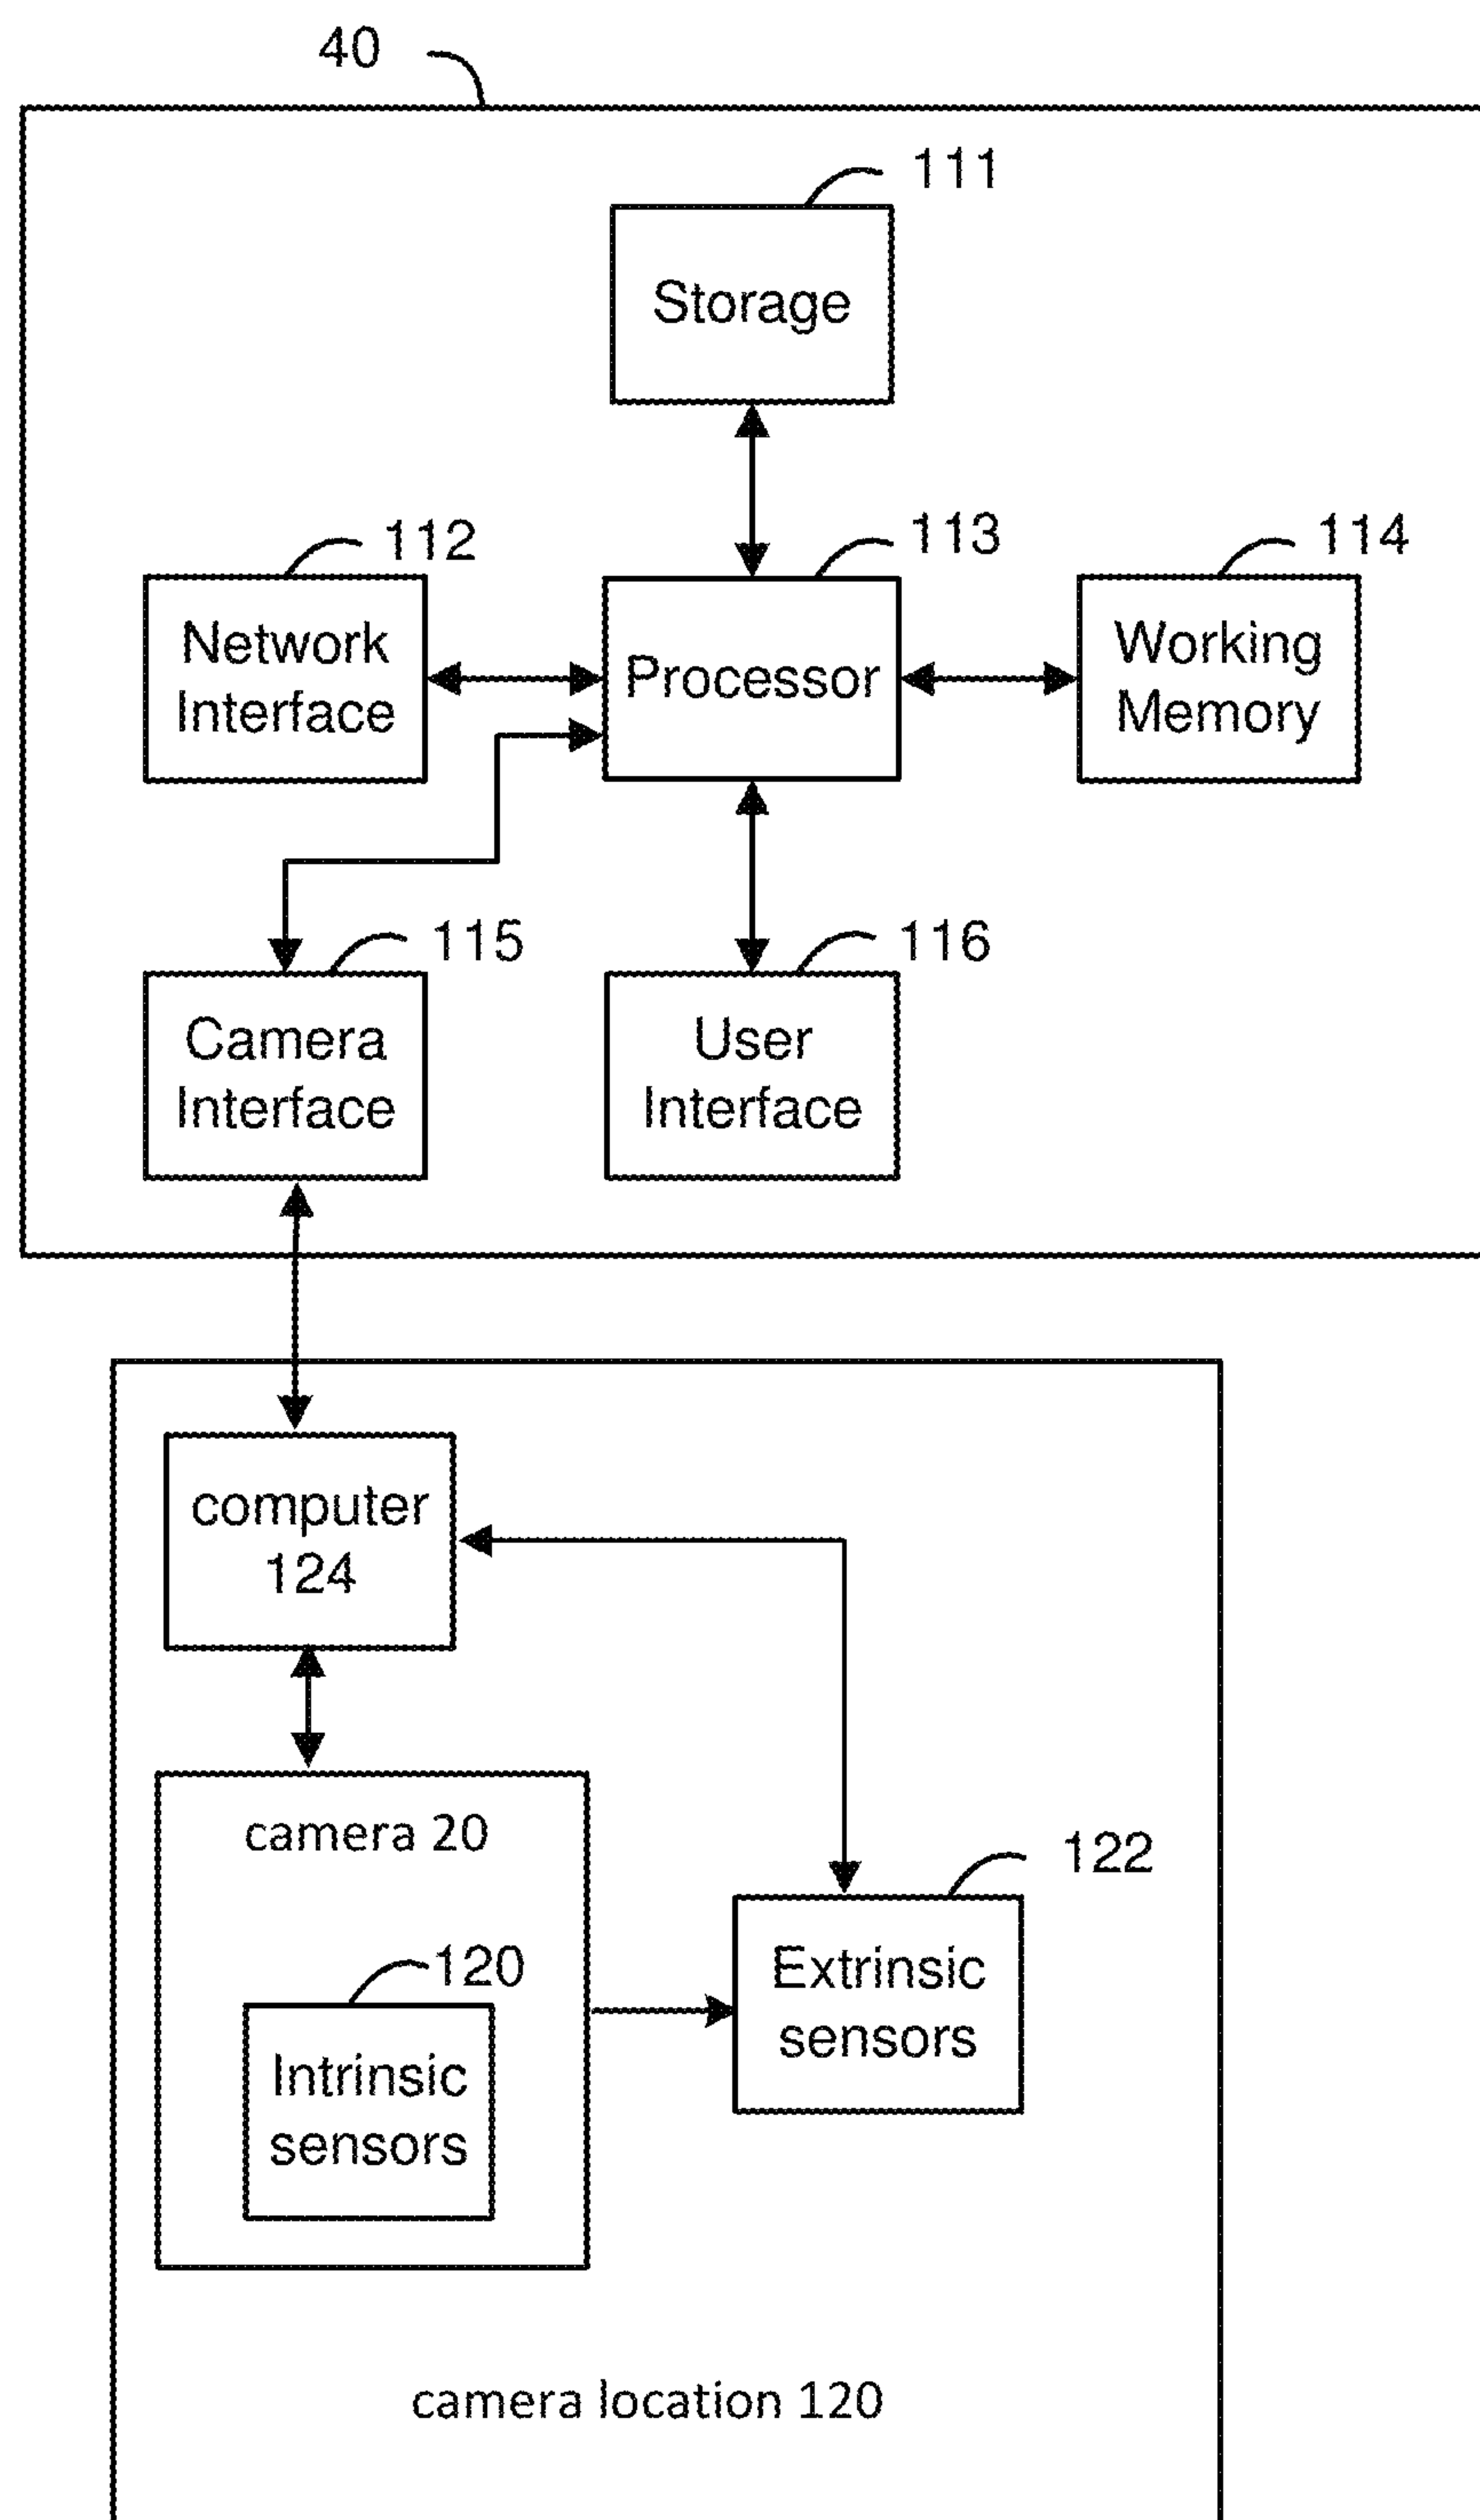 40
111
Storage
112
113
114
Network
Interface
Processor
Working
Memory
115
116
Camera
Interface
User
Interface
computer
124
camera 20
122
120
Extrinsic
sensors
Intrinsic
sensors
camera location 120